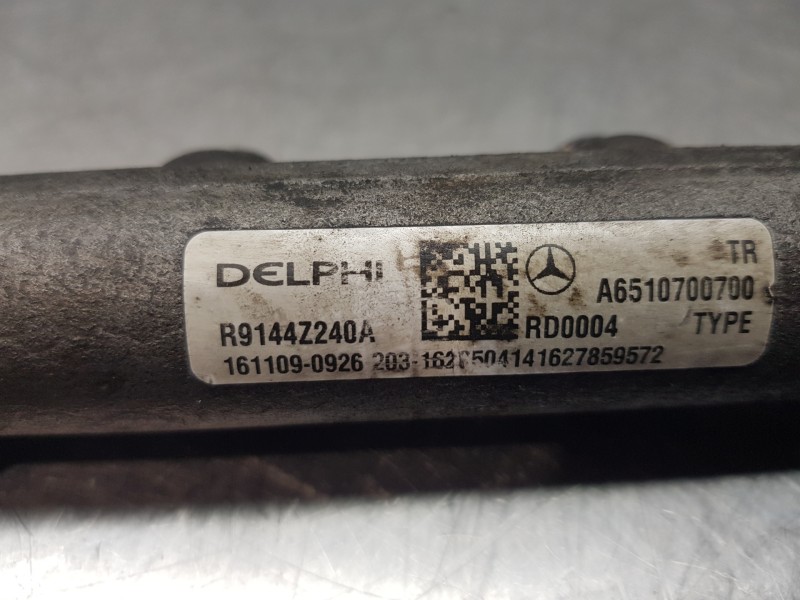 DELPHI
TR
A6510700700
R9144Z240A
RD0004
TYPE
161109-0926